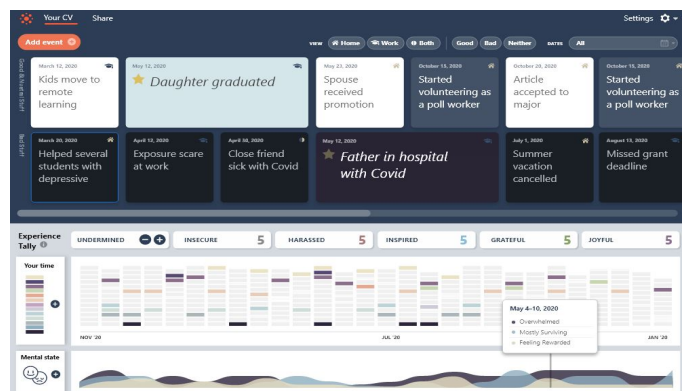 Your CV Share Settings
Add event VIEW Home Work Both Good Bad Neither DATES All
Good & Neutral Stuff
March 12, 2020
Kids move to
remote
learning
May 12, 2020
Daughter graduated
May 23, 2020
Spouse
received
promotion
October 15, 2020
Started
volunteering as
a poll worker
October 20, 2020
Article
accepted to
major
October 15, 2020
Started
volunteering as
a poll worker
Bad Stuff
March 20, 2020
Helped several
students with
depressive
April 12, 2020
Exposure scare
at work
April 30, 2020
Close friend
sick with Covid
May 12, 2020
Father in hospital
with Covid
July 1, 2020
Summer
vacation
cancelled
August 13, 2020
Missed grant
deadline
Experience
Tally
UNDERMINED INSECURE 5 HARASSED 5 INSPIRED 5 GRATEFUL 5 JOYFUL 5
Your time
May 4-10, 2020
Overwhelmed
Mostly Surviving
Feeling Rewarded
NOV '20 JUL '20 JAN '28
Mental state